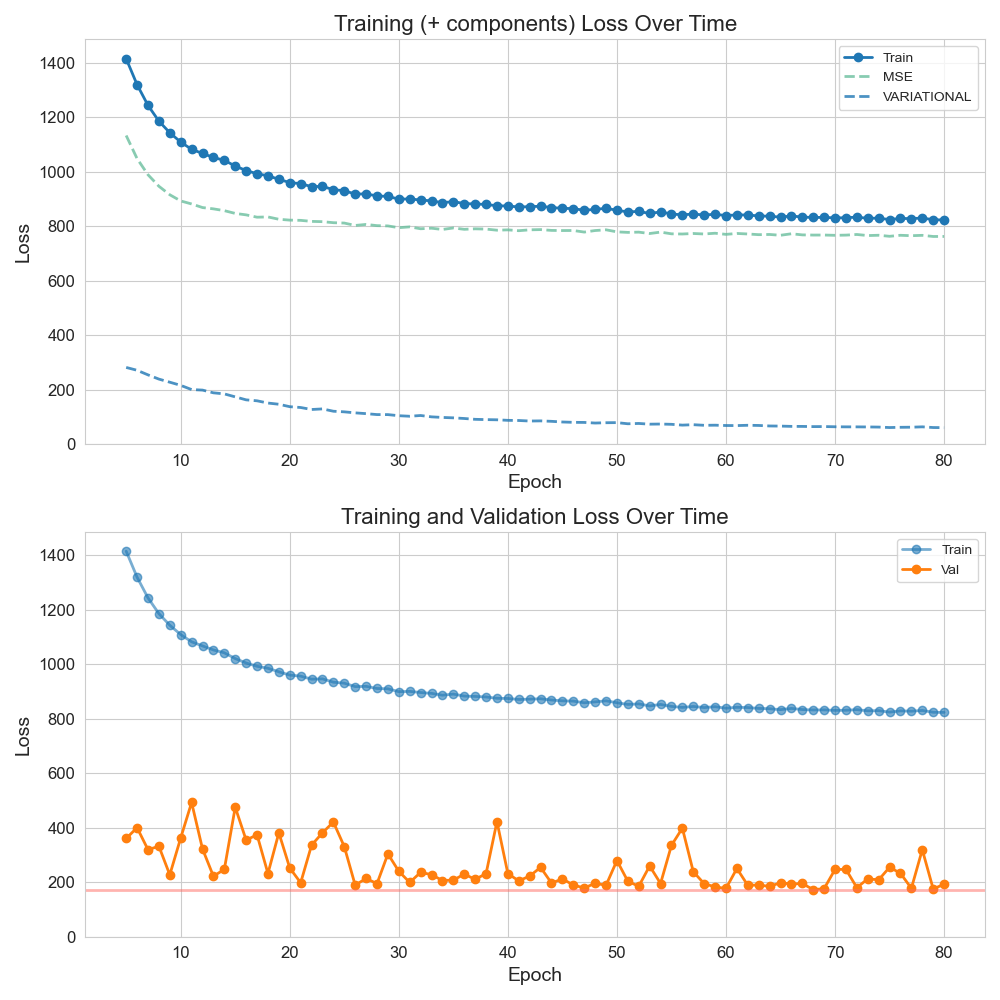 Training (+ components) Loss Over Time
1400
1200
1000
800
600
400
200
0
Loss
Train
MSE
VARIATIONAL
10 20 30 40 50 60 70 80
Epoch
Training and Validation Loss Over Time
1400
1200
1000
800
600
400
200
0
Loss
Train
Val
10 20 30 40 50 60 70 80
Epoch